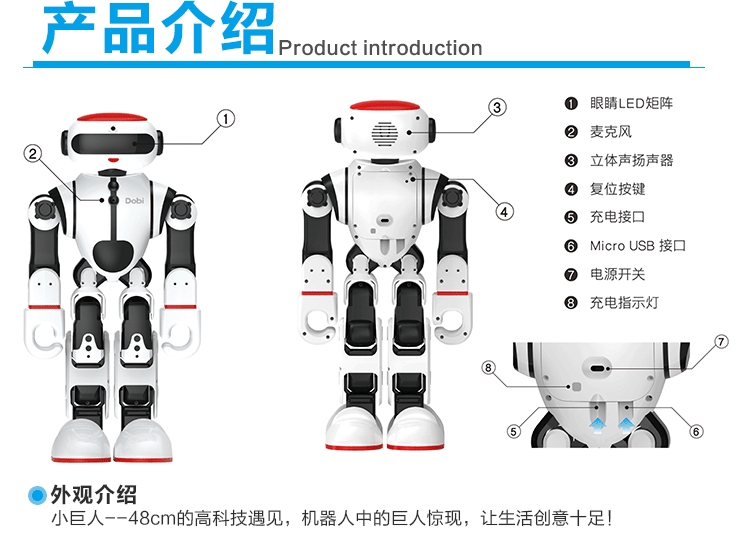 产品介绍 Product introduction
① ③
② Dobi ④
❶ 眼睛LED矩阵
❷ 麦克风
❸ 立体声扬声器
❹ 复位按键
❺ 充电接口
❻ Micro USB 接口
❼ 电源开关
❽ 充电指示灯
⑦
⑧
⑤ ⑥
外观介绍
小巨人--48cm的高科技遇见，机器人中的巨人惊现，让生活创意十足！